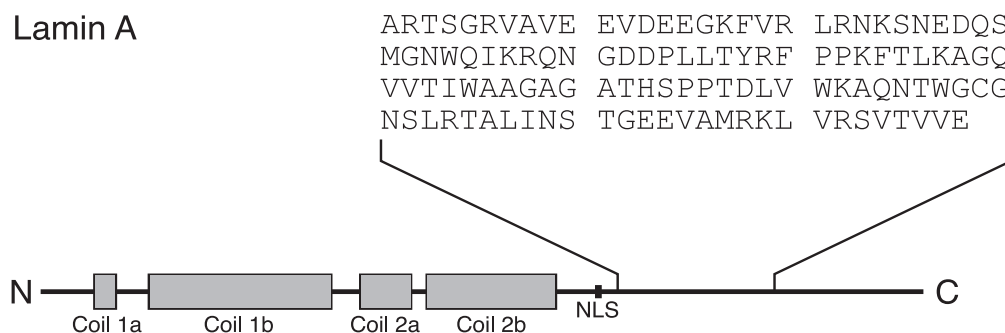 Lamin A
ARTSGRVAVE EVDEEGKFVR LRNKSNEDQS
MGNWQIKRQN GDDPLLTYRF PPKFTLKAGQ
VVTIWAAGAG ATHSPPTDLV WKAQNTWGCG
NSLRTALINS TGEEVAMRKL VRSVTVVE
N C
NLS
Coil 1a Coil 1b Coil 2a Coil 2b